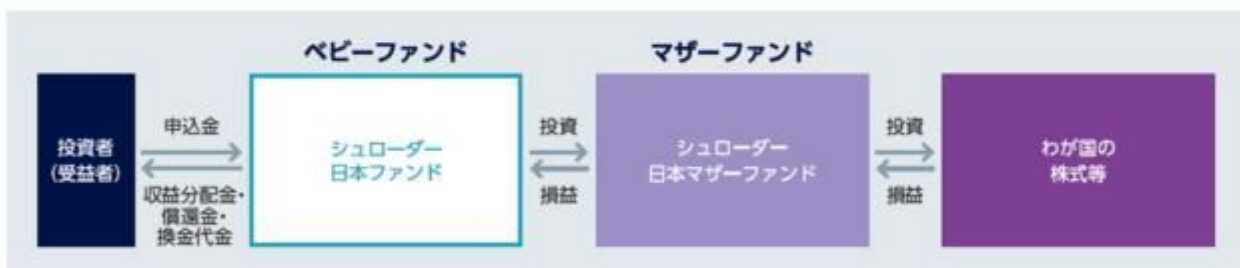 ベビーファンド
マザーファンド
投資者
(受益者)
申込金
収益分配金・
償還金・
換金代金
シュローダー
日本ファンド
投資
損益
シュローダー
日本マザーファンド
投資
損益
わが国の
株式等